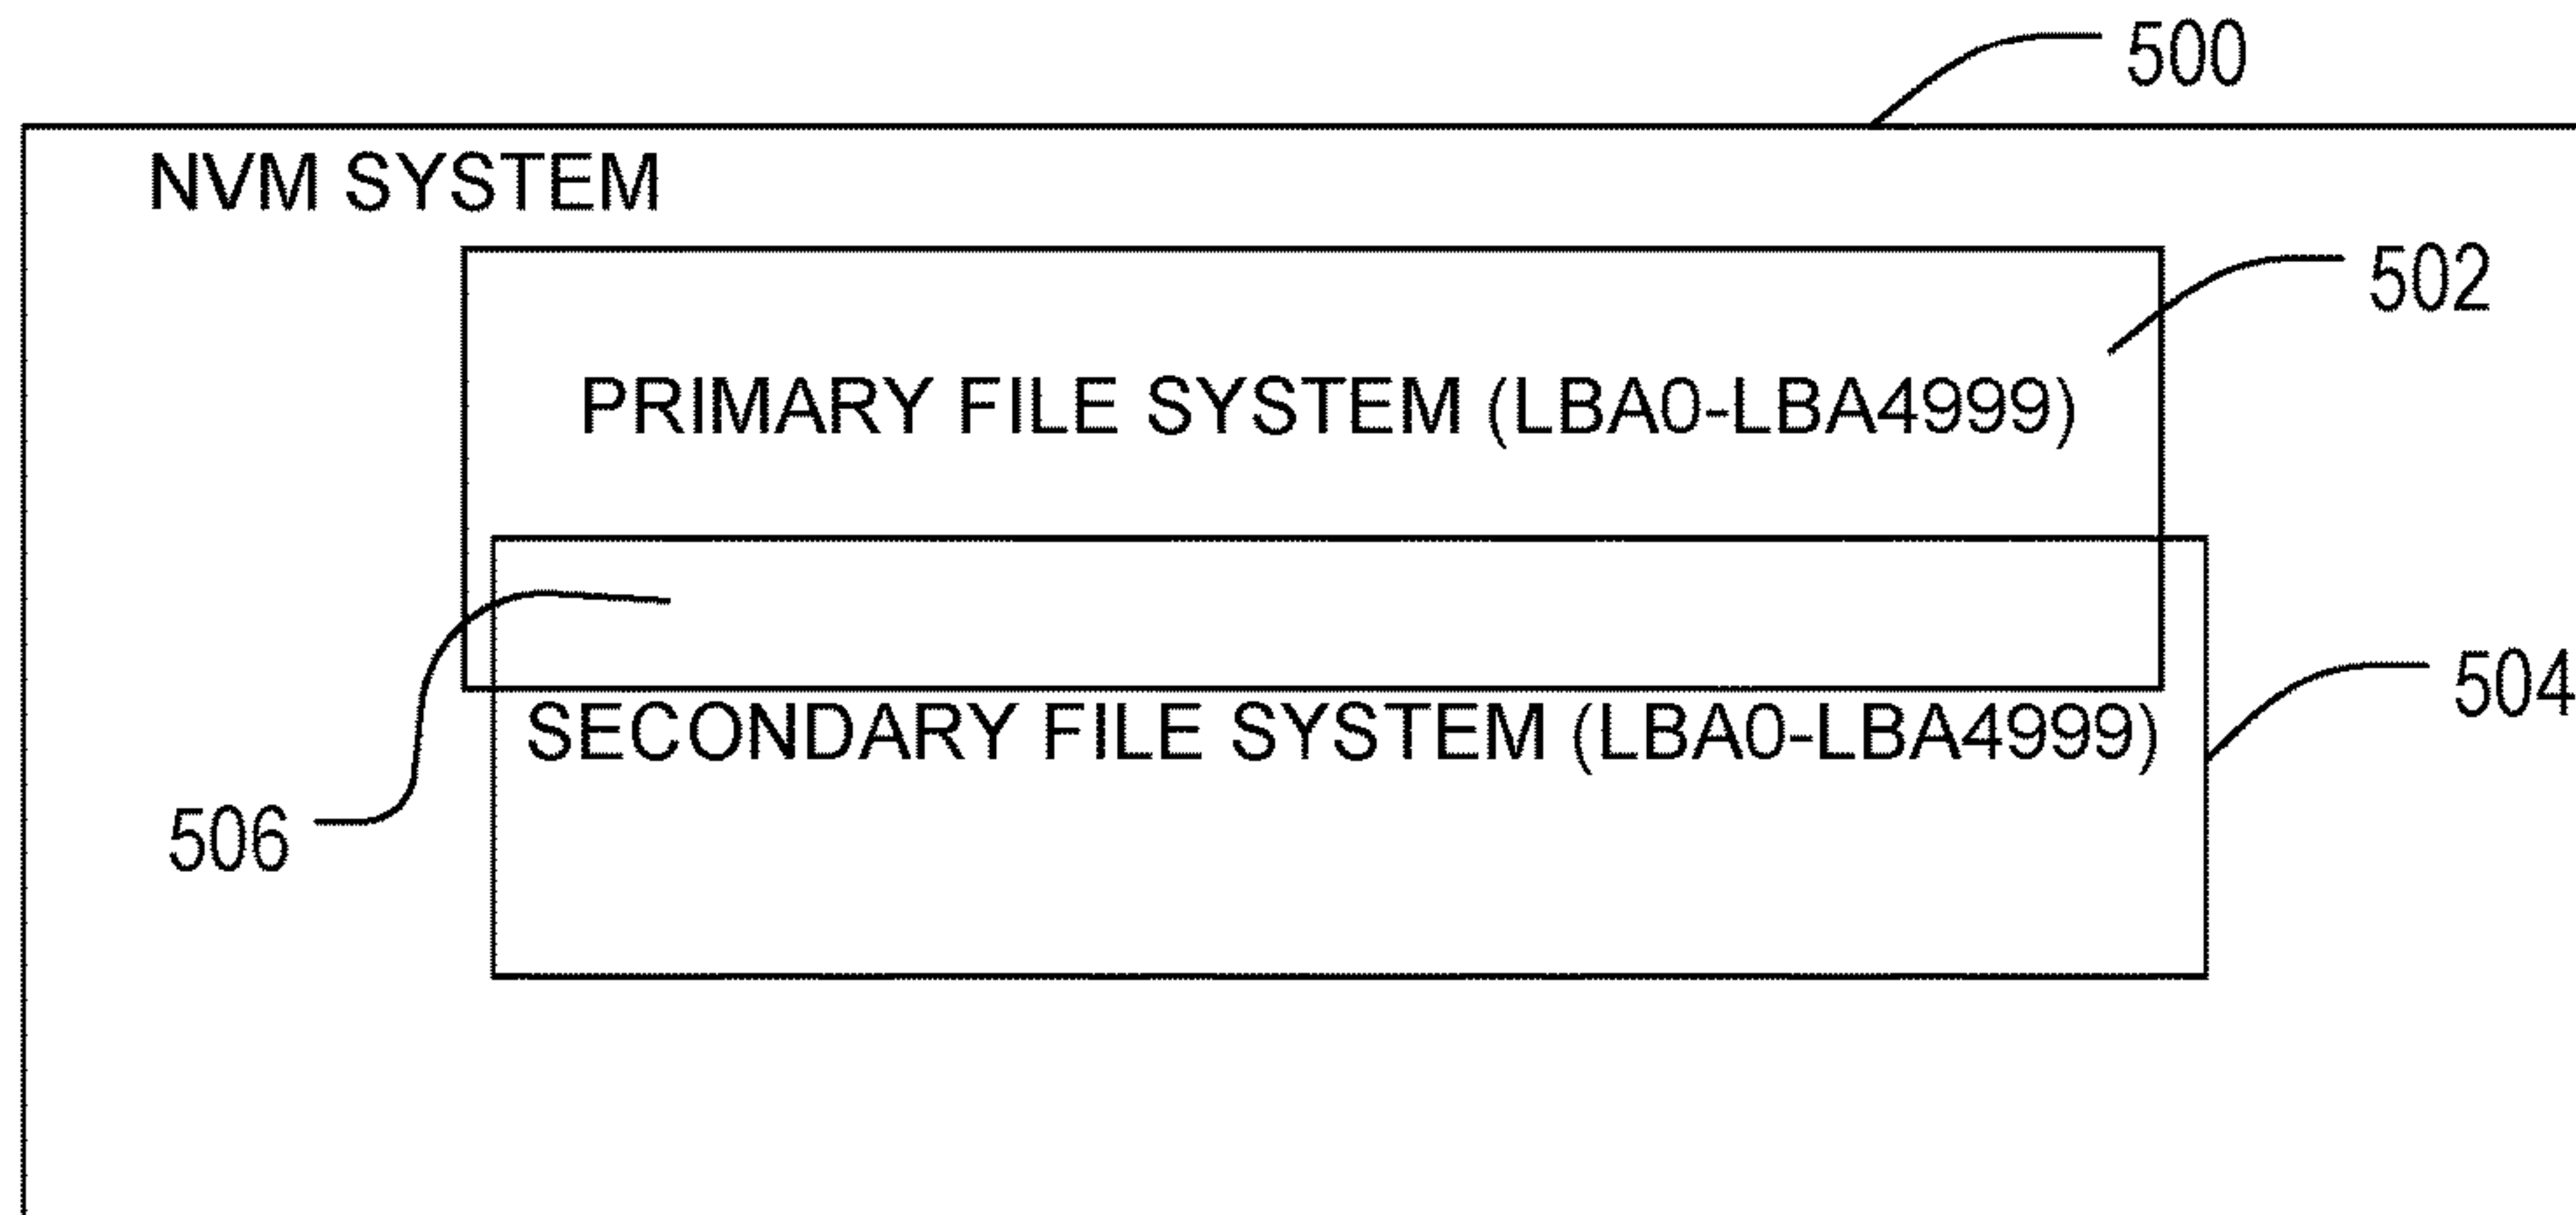 500
NVM SYSTEM
502
PRIMARY FILE SYSTEM (LBA0-LBA4999)
504
SECONDARY FILE SYSTEM (LBA0-LBA4999)
506